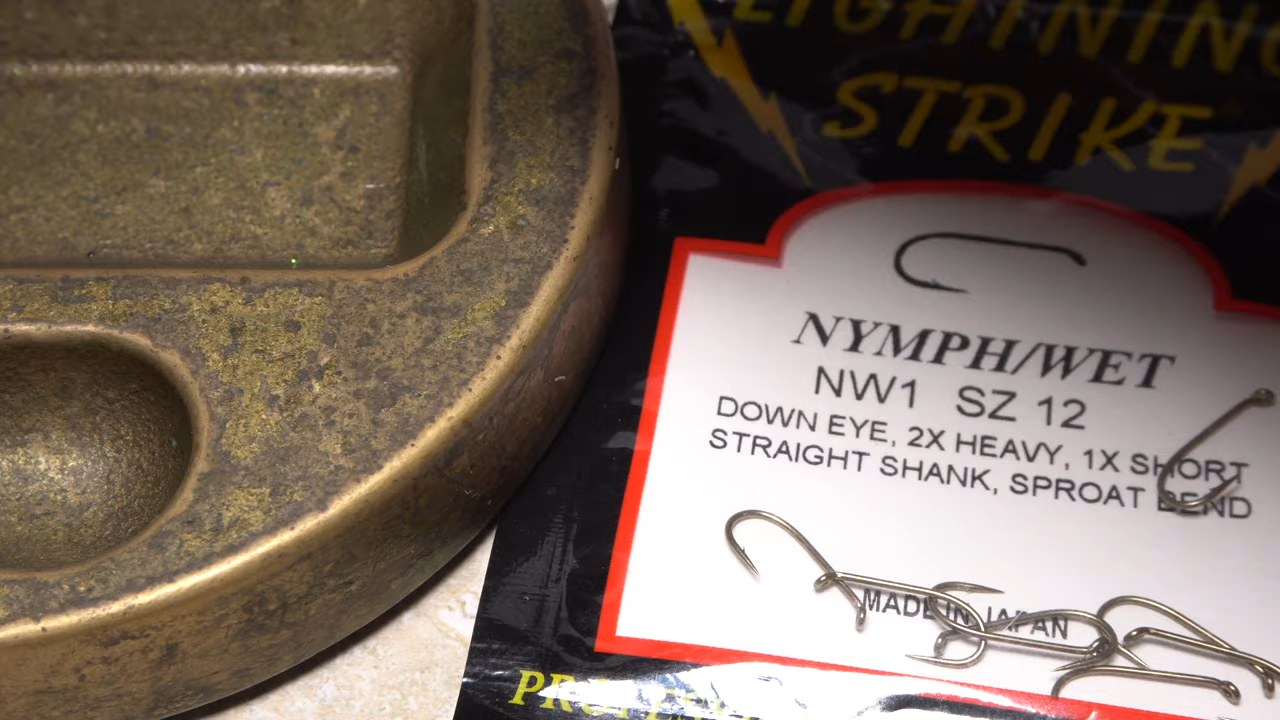 LIGHTNING
STRIKE
NYMPH/WET
NW1 SZ 12
DOWN EYE, 2X HEAVY, 1X SHORT
STRAIGHT SHANK, SPROAT BEND
MADE IN JAPAN